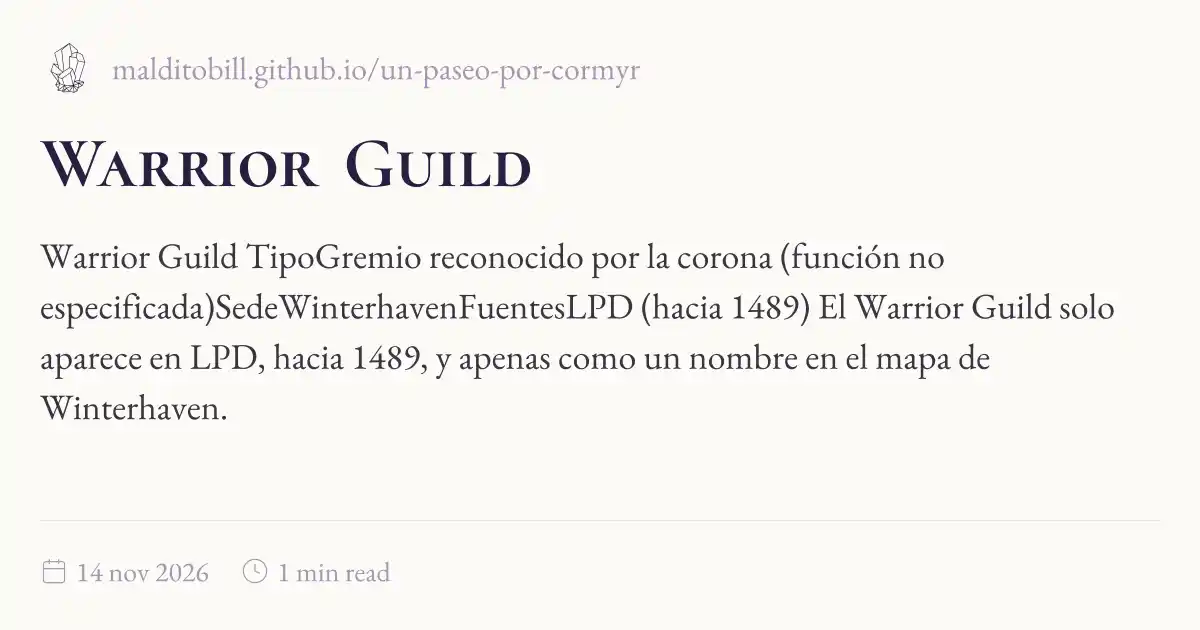 malditobill.github.io/un-paseo-por-cormyr
Warrior Guild
Warrior Guild TipoGremio reconocido por la corona (función no
especificada)SedeWinterhavenFuentesLPD (hacia 1489) El Warrior Guild solo
aparece en LPD, hacia 1489, y apenas como un nombre en el mapa de
Winterhaven.
14 nov 2026 1 min read